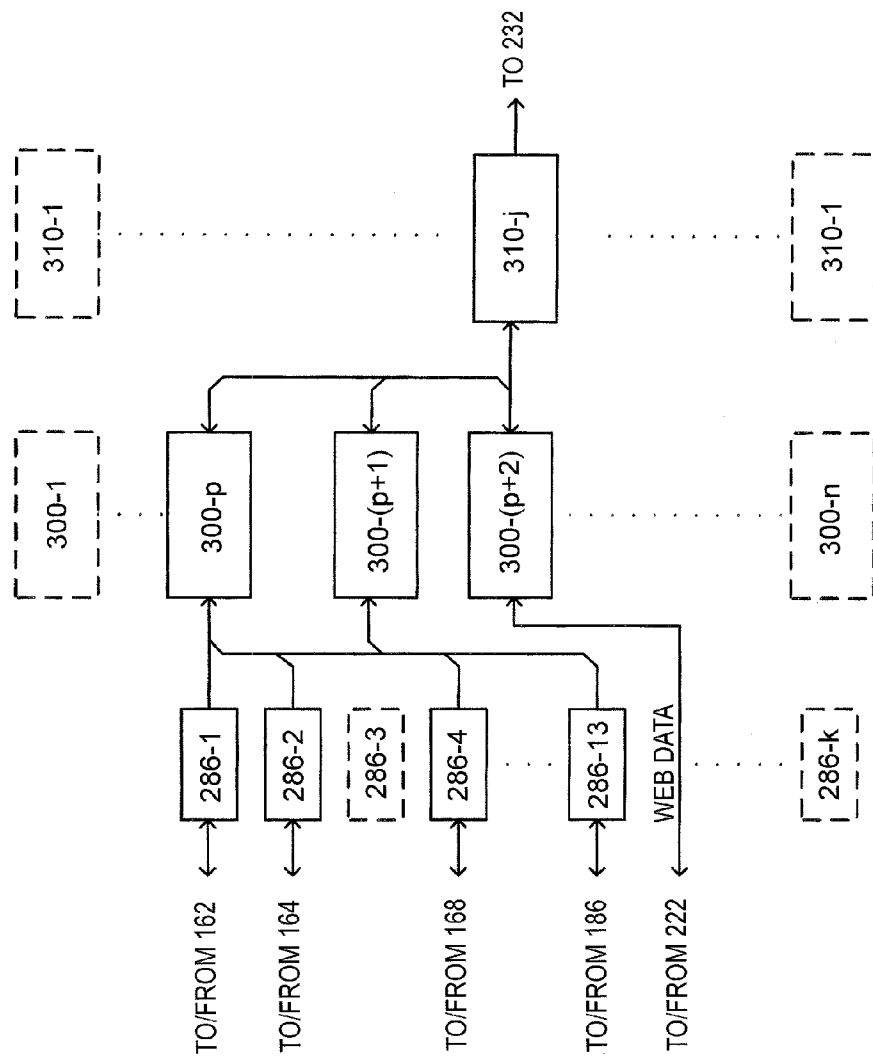 310-1
TO 232
310-j
310-1
300-1
300-p
300-(p+1)
300-(p+2)
300-n
286-1
286-2
286-3
286-4
286-13
WEB DATA
286-k
TO/FROM 162
TO/FROM 164
TO/FROM 168
TO/FROM 186
TO/FROM 222